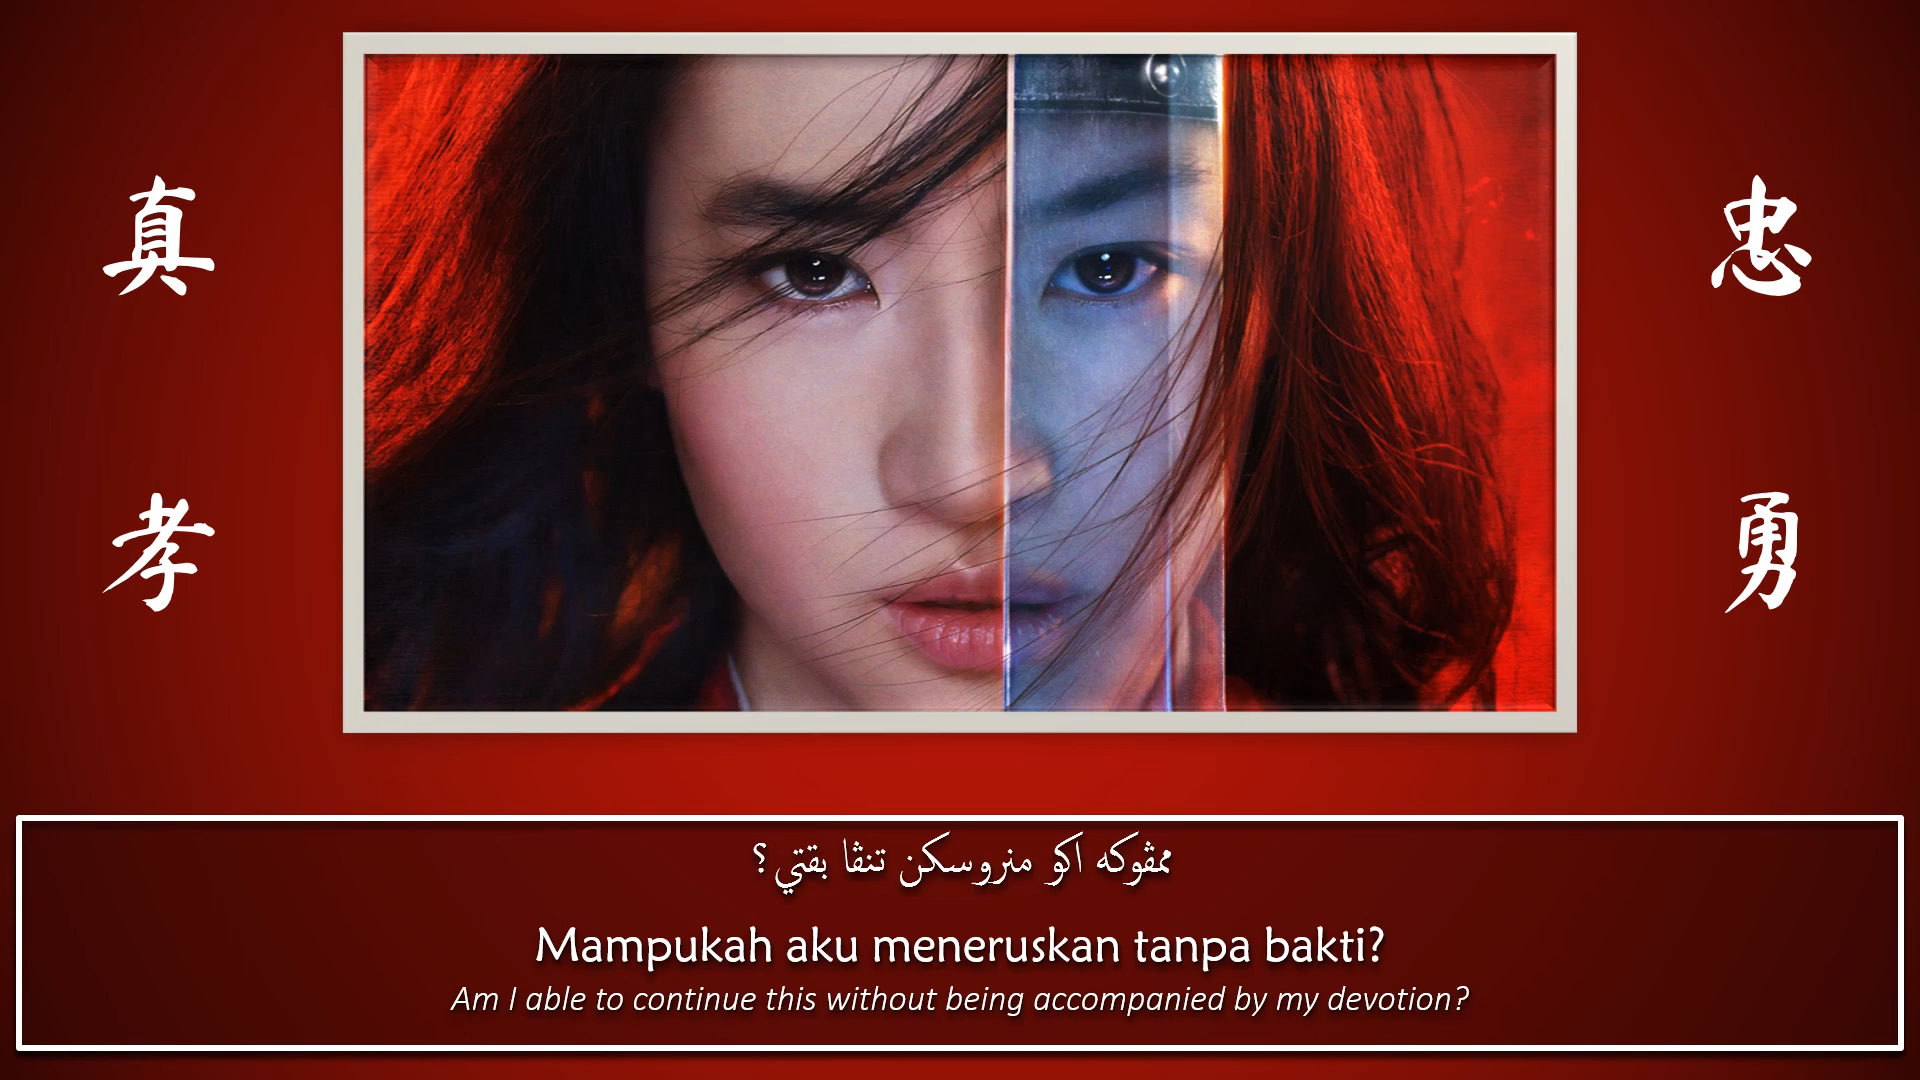 真
孝
忠
勇
ممڤوکه اکو منروسکن تنڤا بقتي؟
Mampukah aku meneruskan tanpa bakti?
Am I able to continue this without being accompanied by my devotion?